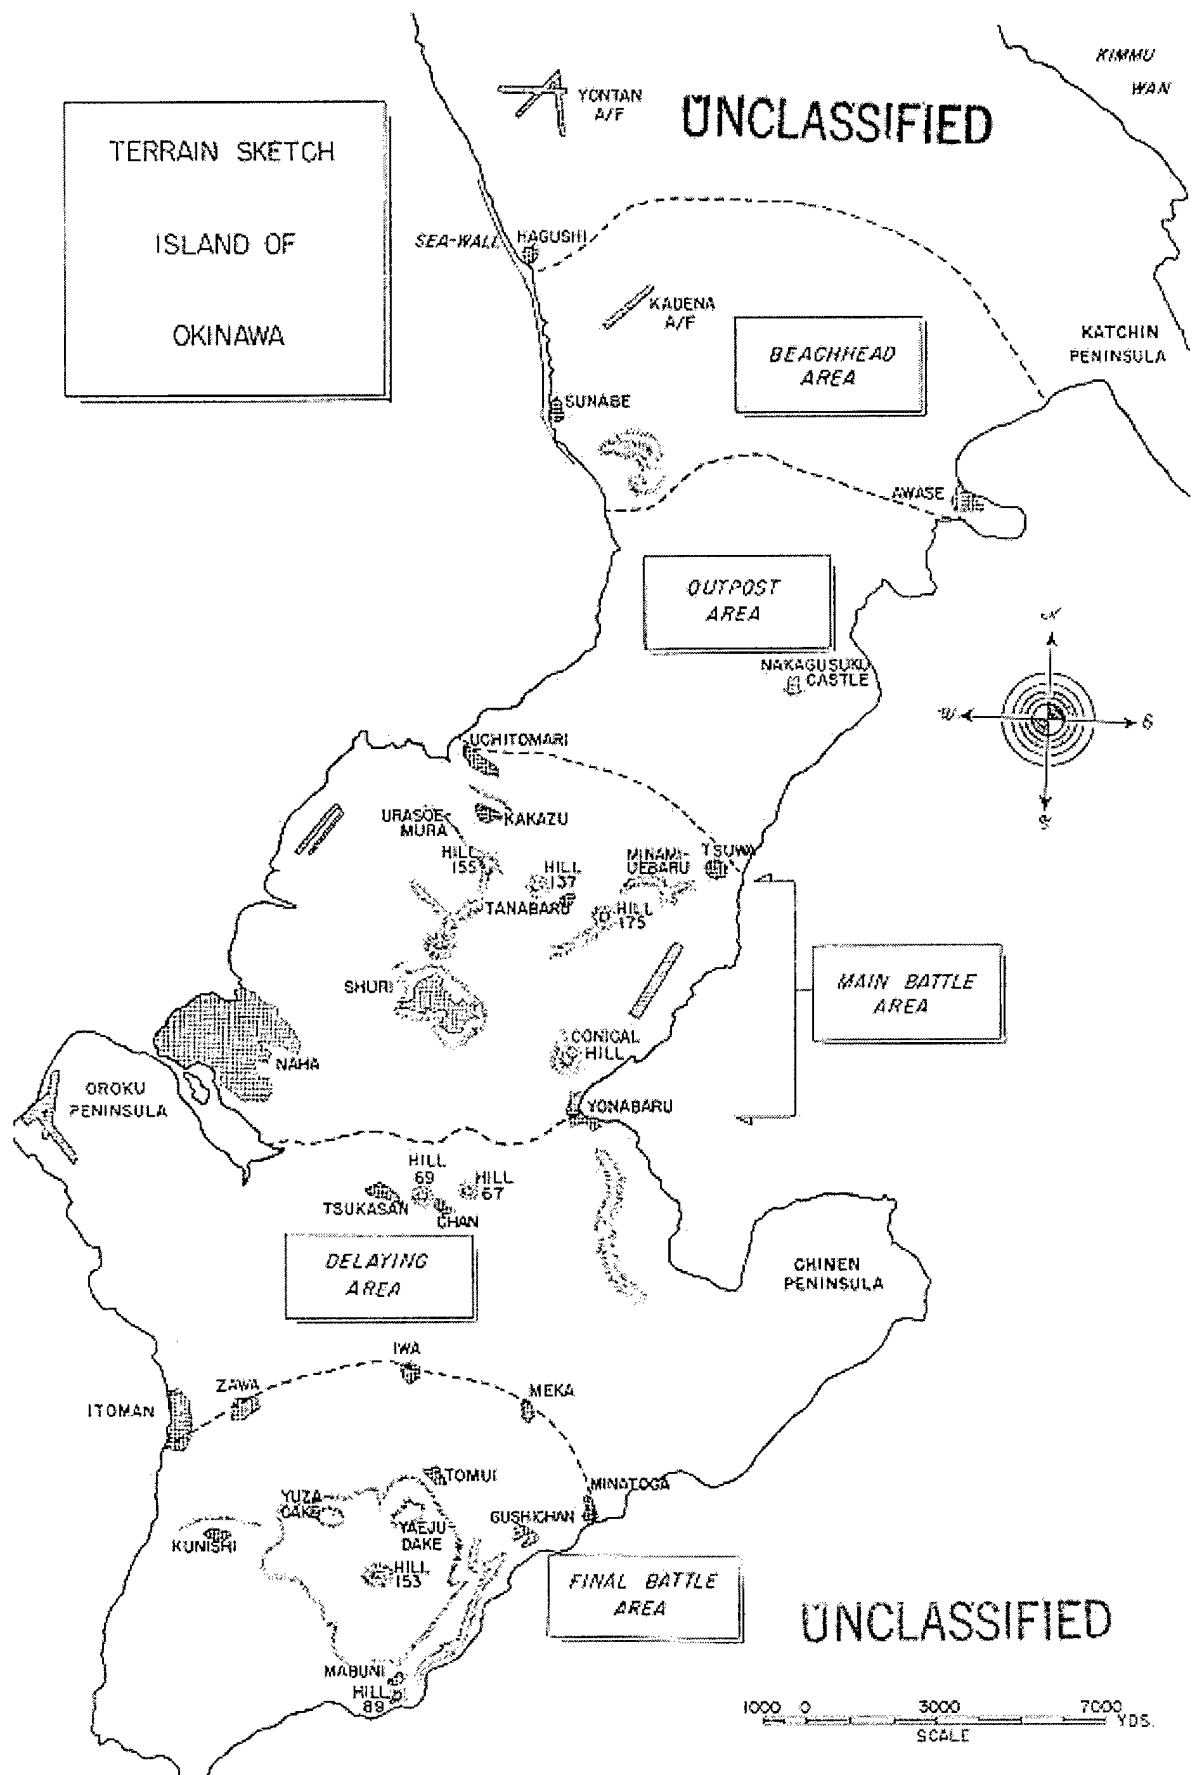 KIMMU
WAN
YONTAN
A/F
UNCLASSIFIED
TERRAIN SKETCH
ISLAND OF
OKINAWA
SEA-WALL
HAGUSHI
KADENA
A/F
BEACHHEAD
AREA
KATCHIN
PENINSULA
SUNABE
AWASE
OUTPOST
AREA
NAKAGUSUKU
CASTLE
N
W
E
S
UCHITOMARI
URASOE-
MURA
KAKAZU
HILL
155
HILL
137
MINAMI-
UEBARU
TSUWA
TANABARU
HILL
175
SHURI
MAIN BATTLE
AREA
CONICAL
HILL
NAHA
OROKU
PENINSULA
YONABARU
HILL
69
HILL
67
TSUKASAN
CHAN
DELAYING
AREA
CHINEN
PENINSULA
IWA
ZAWA
MEKA
ITOMAN
TOMUI
MINATOGA
YUZA
DAKE
YAEJU
DAKE
GUSHICHAN
KUNISHI
HILL
153
FINAL BATTLE
AREA
UNCLASSIFIED
MABUNI
HILL
89
1000 0 3000 7000
YDS.
SCALE